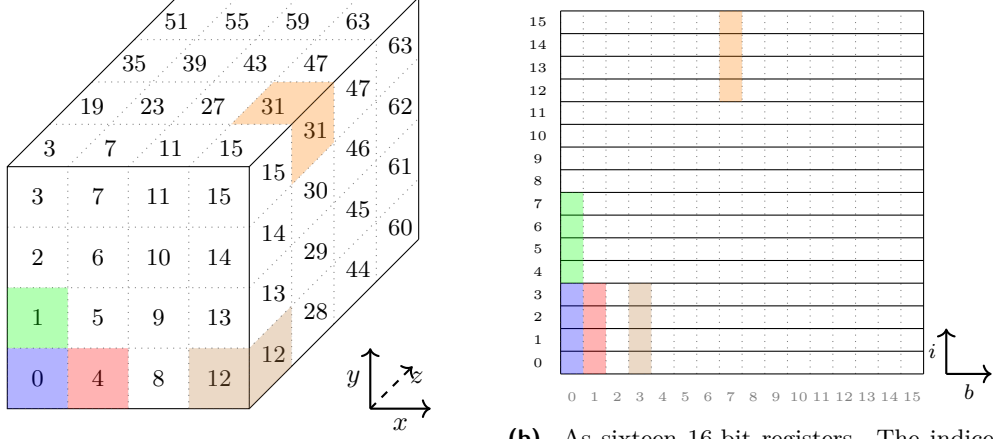 51 55 59 63
35 39 43 47
19 23 27 31
3 7 11 15
3 7 11 15
2 6 10 14
1 5 9 13
0 4 8 12
15 31 47 63
14 30 46 62
13 29 45 61
12 28 44 60
y
z
x
15
14
13
12
11
10
9
8
7
6
5
4
3
2
1
0
0 1 2 3 4 5 6 7 8 9 10 11 12 13 14 15
i
b
(b) As sixteen 16-bit registers. The indice